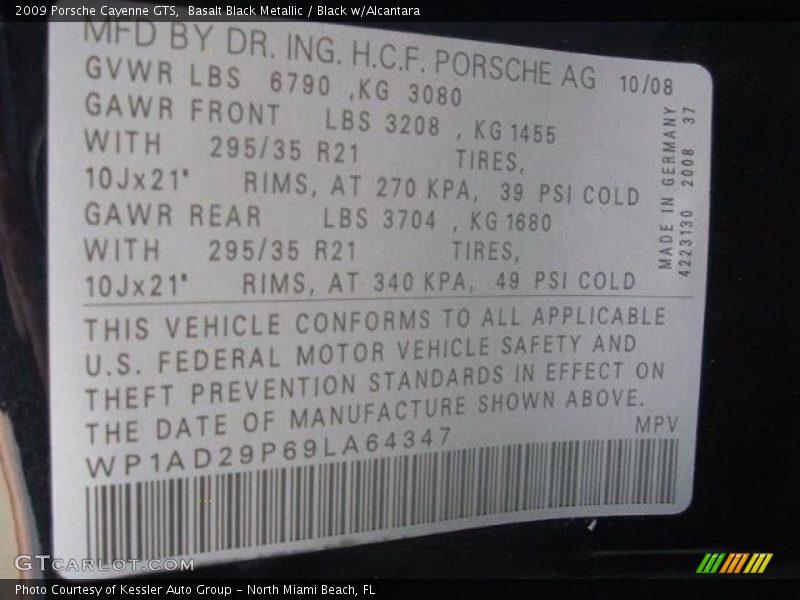 2009 Porsche Cayenne GTS, Basalt Black Metallic / Black w/Alcantara
MFD BY DR. ING. H.C.F. PORSCHE AG 10/08
GVWR LBS 6790 ,KG 3080
GAWR FRONT LBS 3208 , KG 1455
WITH 295/35 R21 TIRES,
10Jx21" RIMS, AT 270 KPA, 39 PSI COLD
GAWR REAR LBS 3704 , KG 1680
WITH 295/35 R21 TIRES,
10Jx21" RIMS, AT 340 KPA, 49 PSI COLD
MADE IN GERMANY
4223130 2008 37
THIS VEHICLE CONFORMS TO ALL APPLICABLE
U.S. FEDERAL MOTOR VEHICLE SAFETY AND
THEFT PREVENTION STANDARDS IN EFFECT ON
THE DATE OF MANUFACTURE SHOWN ABOVE.
WP1AD29P69LA64347 MPV
GTCARLOT.COM
Photo Courtesy of Kessler Auto Group - North Miami Beach, FL